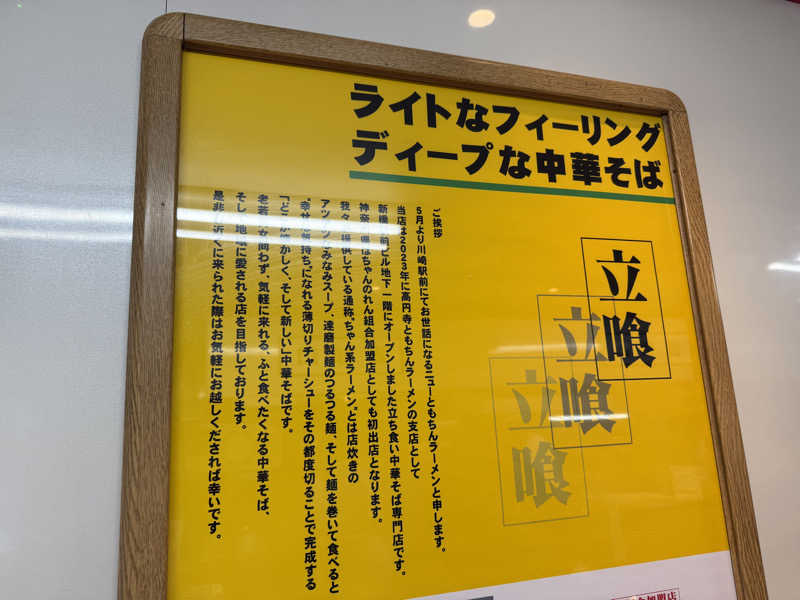 ライトなフィーリング
ディープな中華そば
ご挨拶
5月より川崎駅前にてお世話になるニューともちんラーメンと申します。
当店は2023年に高円寺ともちんラーメンの支店として
新橋駅前ビル地下一階にオープンしました立ち食い中華そば専門店です。
神奈川県はちゃんのれん組合加盟店としても初出店となります。
我々の提供している通称“ちゃん系ラーメン”とは店炊きの
アツアツなみなみスープ、達磨製麺のつるつる麺、そして麺を巻いて食べると
“幸せな気持ち”になれる薄切りチャーシューをその都度切ることで完成する
「どこか懐かしく、そして新しい」中華そばです。
老若男女問わず、気軽に来れる、ふと食べたくなる中華そば、
そして地域に愛される店を目指しております。
是非お近くに来られた際はお気軽にお越しくだされば幸いです。
立喰
立喰
立喰
加盟店